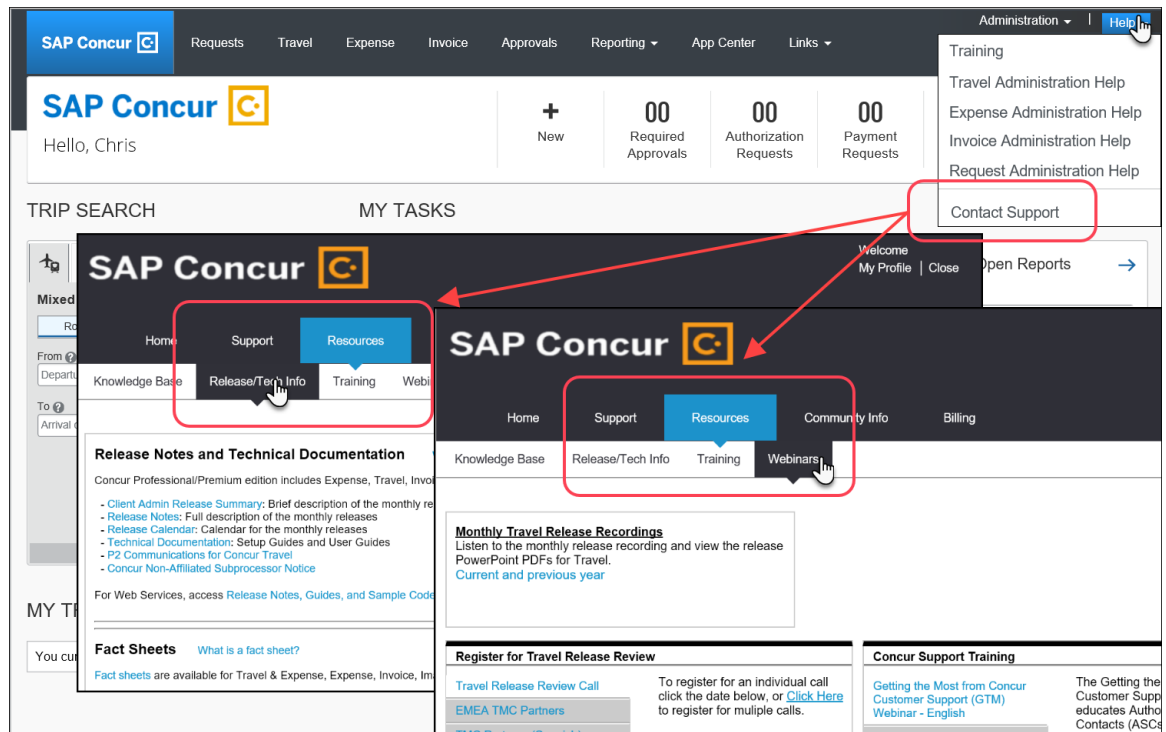 Administration | Help
SAP Concur C Requests Travel Expense Invoice Approvals Reporting App Center Links
Training
Travel Administration Help
Expense Administration Help
Invoice Administration Help
Request Administration Help
Contact Support
SAP Concur C
Hello, Chris
+ 00 00 00
New Required Approvals Authorization Requests Payment Requests
TRIP SEARCH MY TASKS
Open Reports →
Mixed
From ?
To ?
Arrival
You
SAP Concur C
Welcome
My Profile | Close
Home Support Resources
Knowledge Base Release/Tech Info Training
Release Notes and Technical Documentation
Concur Professional/Premium edition includes Expense, Travel,
- Client Admin Release Summary: Brief description of the monthly
- Release Notes: Full description of the monthly releases
- Release Calendar: Calendar for the monthly releases
- Technical Documentation: Setup Guides and User Guides
- P2 Communications for Concur Travel
- Concur Non-Affiliated Subprocessor Notice
For Web Services, access Release Notes, Guides, and Sample Code
Fact Sheets What is a fact sheet?
Fact sheets are available for Travel & Expense, Expense, Invoice,
SAP Concur C
Home Support Resources Community Info Billing
Knowledge Base Release/Tech Info Training Webinars
Monthly Travel Release Recordings
Listen to the monthly release recording and view the release
PowerPoint PDFs for Travel.
Current and previous year
Register for Travel Release Review
Travel Release Review Call
EMEA TMC Partners
To register for an individual call
click the date below, or Click Here
to register for muliple calls.
Concur Support Training
Getting the Most from Concur
Customer Support (GTM)
Webinar - English
The Getting the
Customer
educates
Contacts